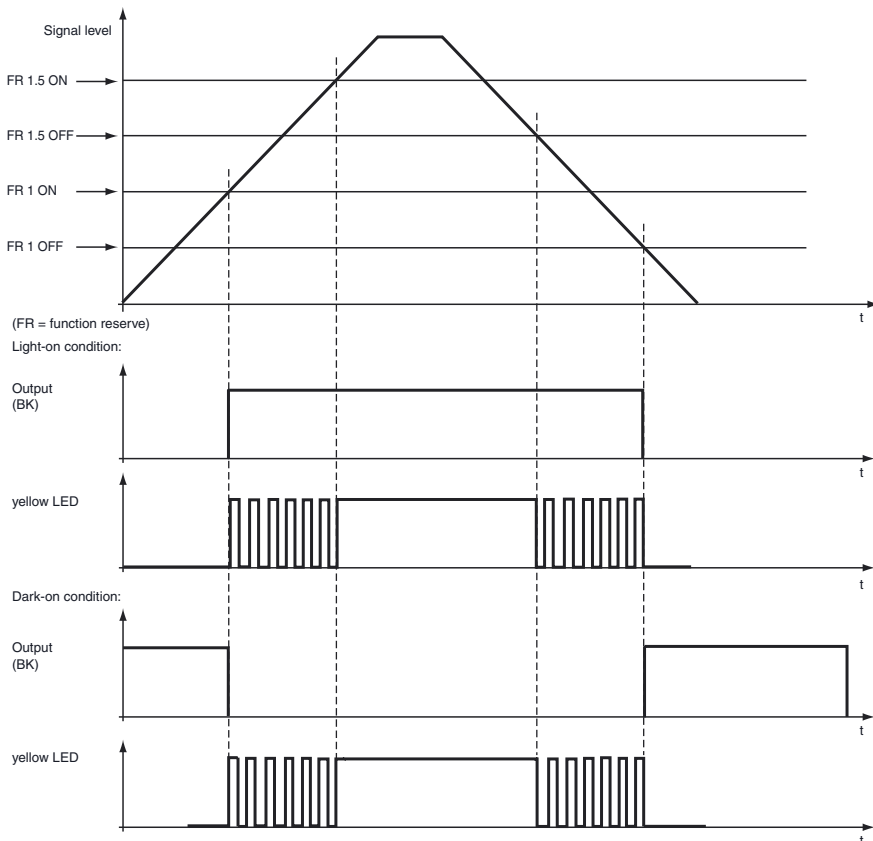 Signal level
FR 1.5 ON
FR 1.5 OFF
FR 1 ON
FR 1 OFF
t
(FR = function reserve)
Light-on condition:
Output
(BK)
t
yellow LED
t
Dark-on condition:
Output
(BK)
t
yellow LED
t